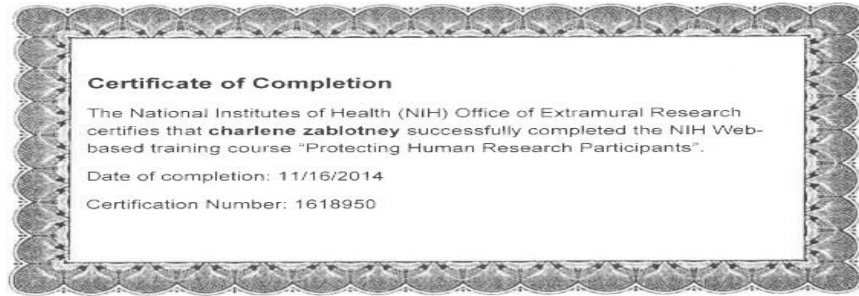 Certificate of Completion
The National Institutes of Health (NIH) Office of Extramural Research
certifies that charlene zablotney successfully completed the NIH Web-
based training course “Protecting Human Research Participants”.
Date of completion: 11/16/2014
Certification Number: 1618950